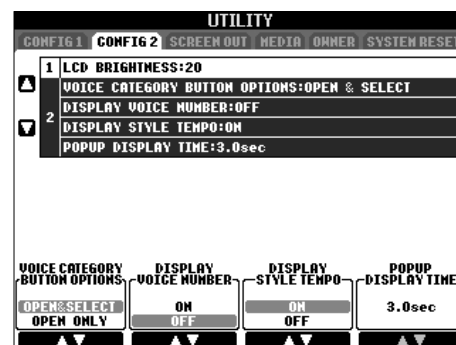 UTILITY
CONFIG 1 CONFIG 2 SCREEN OUT MEDIA OWNER SYSTEM RESET
1 LCD BRIGHTNESS:20
2
VOICE CATEGORY BUTTON OPTIONS:OPEN & SELECT
DISPLAY VOICE NUMBER:OFF
DISPLAY STYLE TEMPO:ON
POPUP DISPLAY TIME:3.0sec
VOICE CATEGORY BUTTON OPTIONS
DISPLAY VOICE NUMBER
DISPLAY STYLE TEMPO
POPUP DISPLAY TIME
OPEN&SELECT ON ON 3.0sec
OPEN ONLY OFF OFF